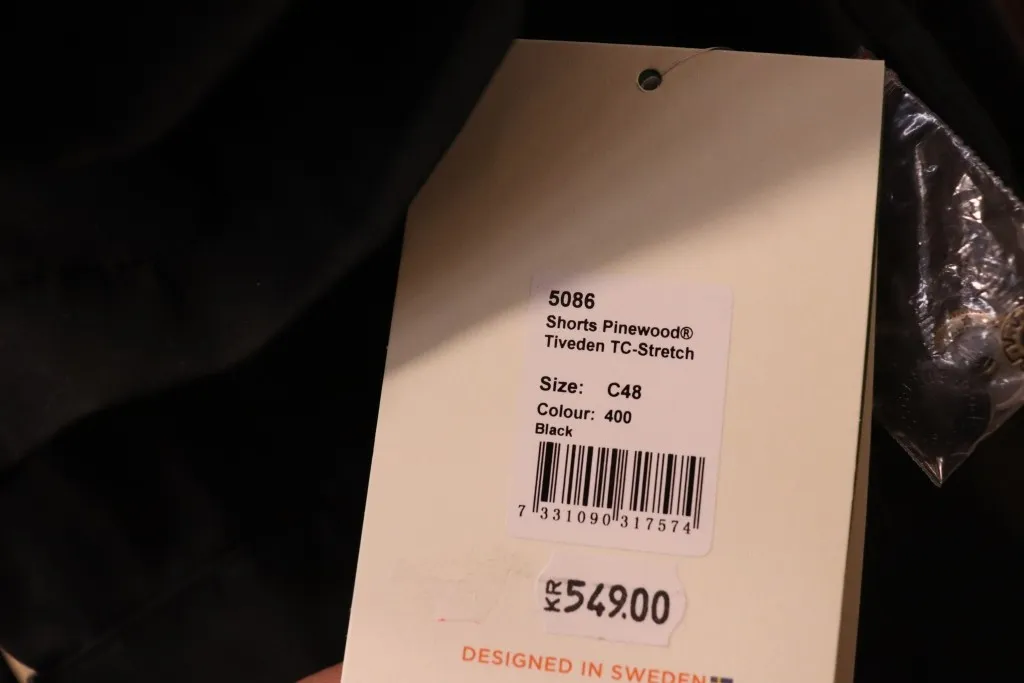 5086
Shorts Pinewood®
Tiveden TC-Stretch
Size: C48
Colour: 400
Black
7 331090 317574
KR 549.00
DESIGNED IN SWEDEN